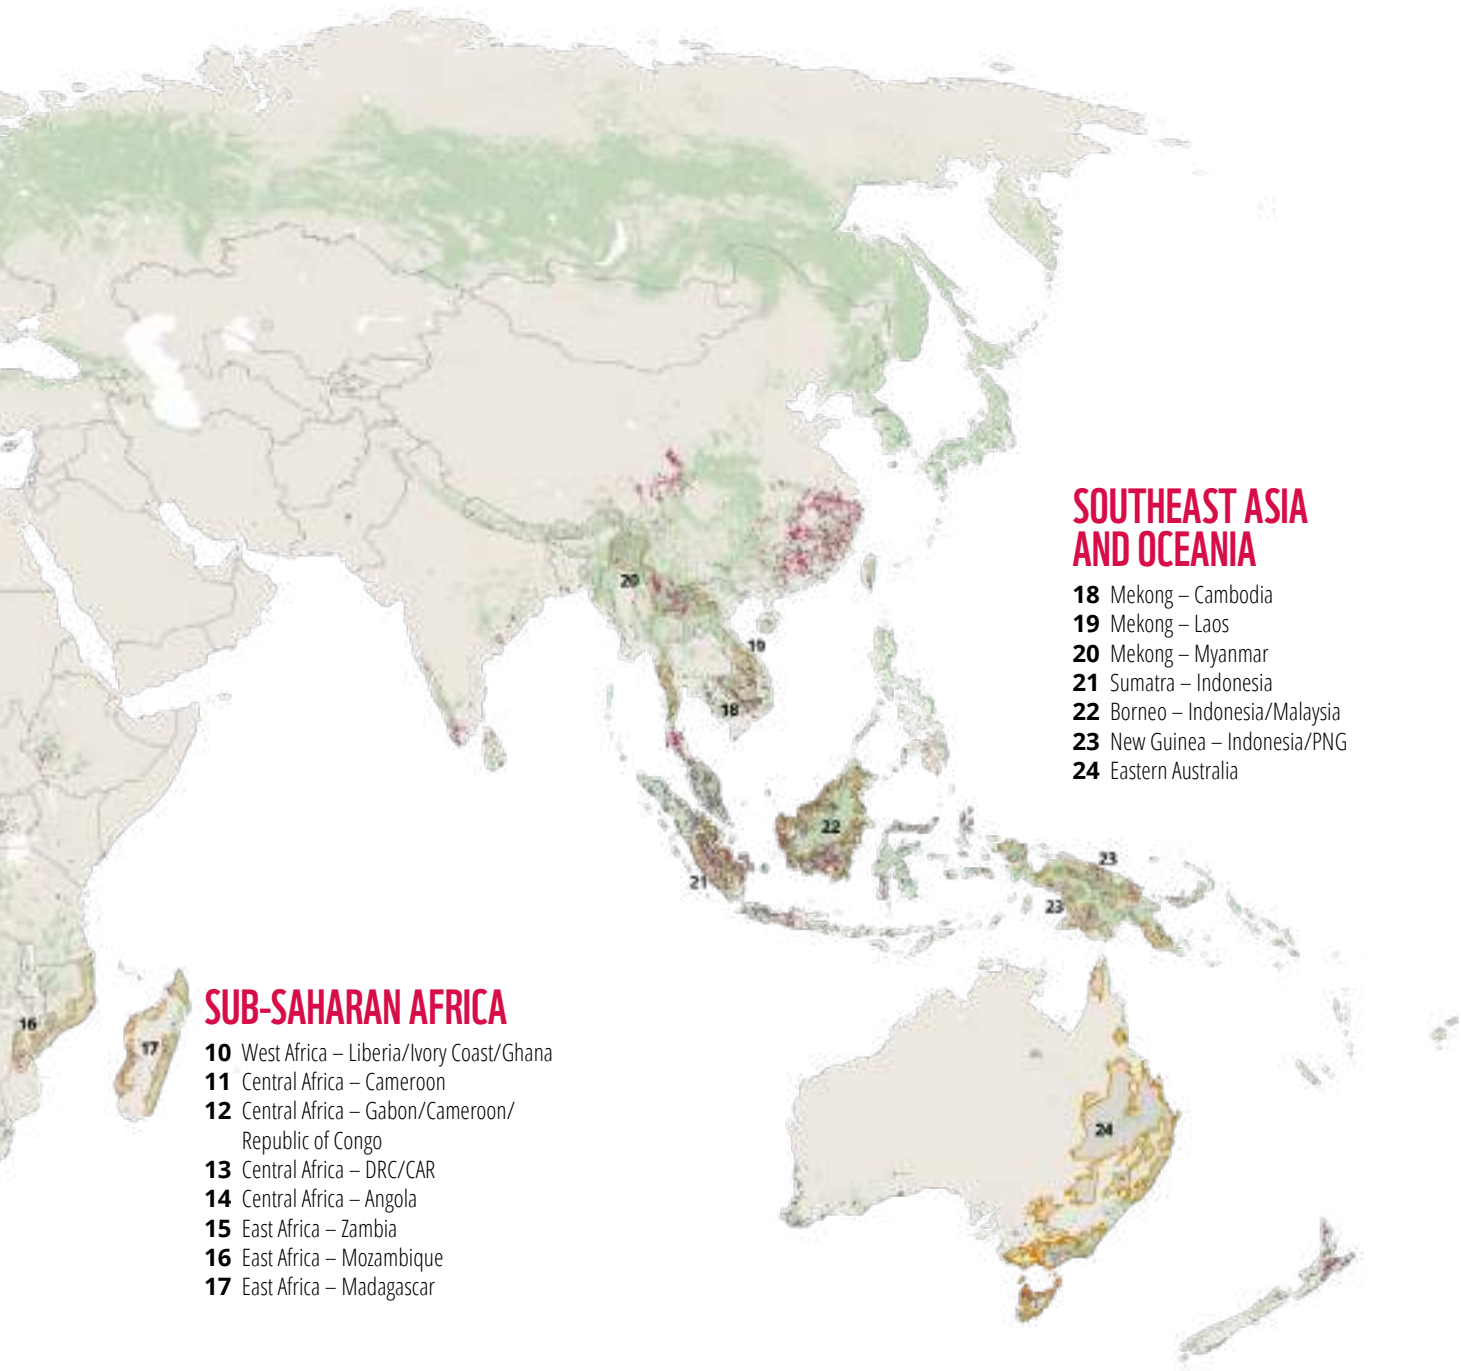 SOUTHEAST ASIA
AND OCEANIA
18 Mekong – Cambodia
19 Mekong – Laos
20 Mekong – Myanmar
21 Sumatra – Indonesia
22 Borneo – Indonesia/Malaysia
23 New Guinea – Indonesia/PNG
24 Eastern Australia
20
19
18
22
23
21
23
SUB-SAHARAN AFRICA
10 West Africa – Liberia/Ivory Coast/Ghana
11 Central Africa – Cameroon
12 Central Africa – Gabon/Cameroon/
Republic of Congo
13 Central Africa – DRC/CAR
14 Central Africa – Angola
15 East Africa – Zambia
16 East Africa – Mozambique
17 East Africa – Madagascar
16
17
24